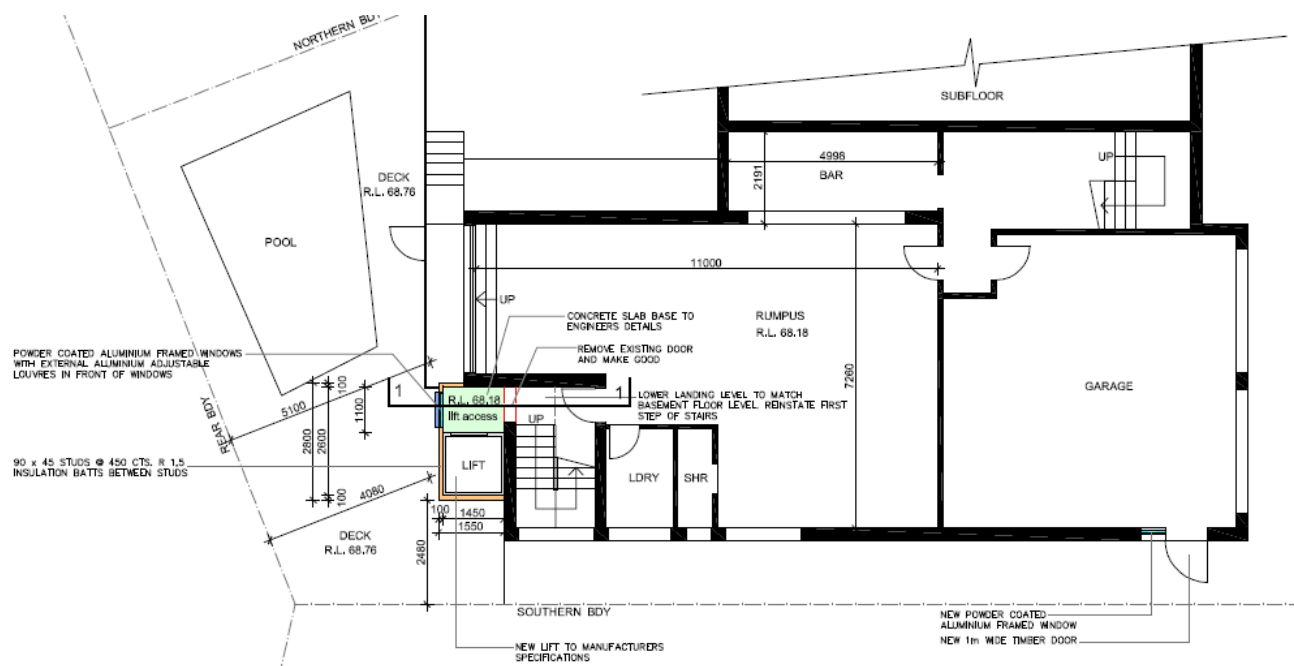 NORTHERN BDY
SUBFLOOR
DECK
R.L. 68.76
POOL
4998
BAR
2191
UP
11000
UP
RUMPUS
R.L. 68.18
7260
GARAGE
CONCRETE SLAB BASE TO
ENGINEERS DETAILS
REMOVE EXISTING DOOR
AND MAKE GOOD
POWDER COATED ALUMINIUM FRAMED WINDOWS
WITH EXTERNAL ALUMINIUM ADJUSTABLE
LOUVRES IN FRONT OF WINDOWS
1
1
LOWER LANDING LEVEL TO MATCH
BASEMENT FLOOR LEVEL REINSTATE FIRST
STEP OF STAIRS
R.L. 68.18
lift access
UP
REAR BDY
5100
100
1100
2800
2600
100
90 x 45 STUDS @ 450 CTS. R 1.5
INSULATION BATTS BETWEEN STUDS
LIFT
LDRY
SHR
4080
100
1450
1550
DECK
R.L. 68.76
2480
SOUTHERN BDY
NEW LIFT TO MANUFACTURERS
SPECIFICATIONS
NEW POWDER COATED
ALUMINIUM FRAMED WINDOW
NEW 1m WIDE TIMBER DOOR